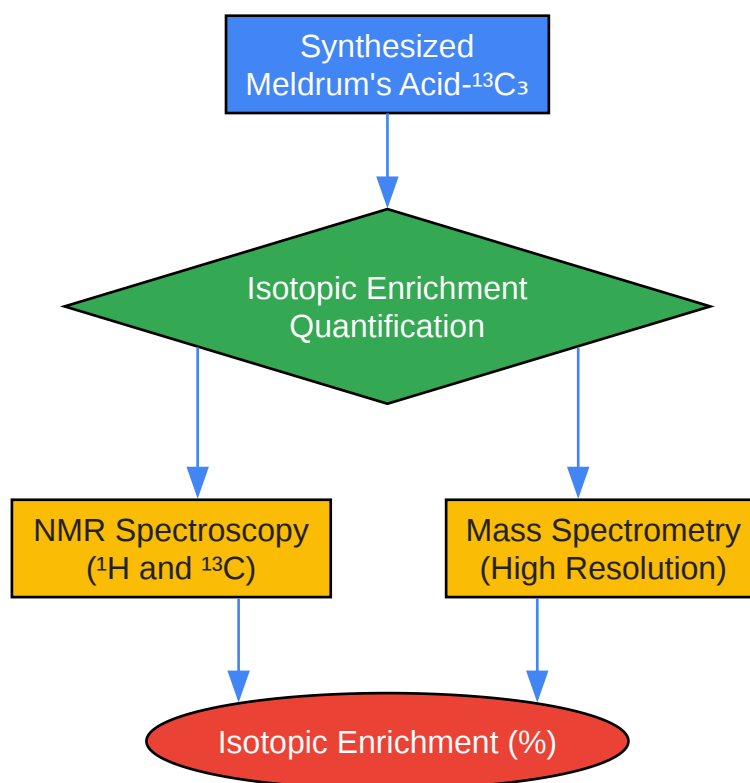 Synthesized
Meldrum's Acid-¹³C₃
Isotopic Enrichment
Quantification
NMR Spectroscopy
(¹H and ¹³C)
Mass Spectrometry
(High Resolution)
Isotopic Enrichment (%)